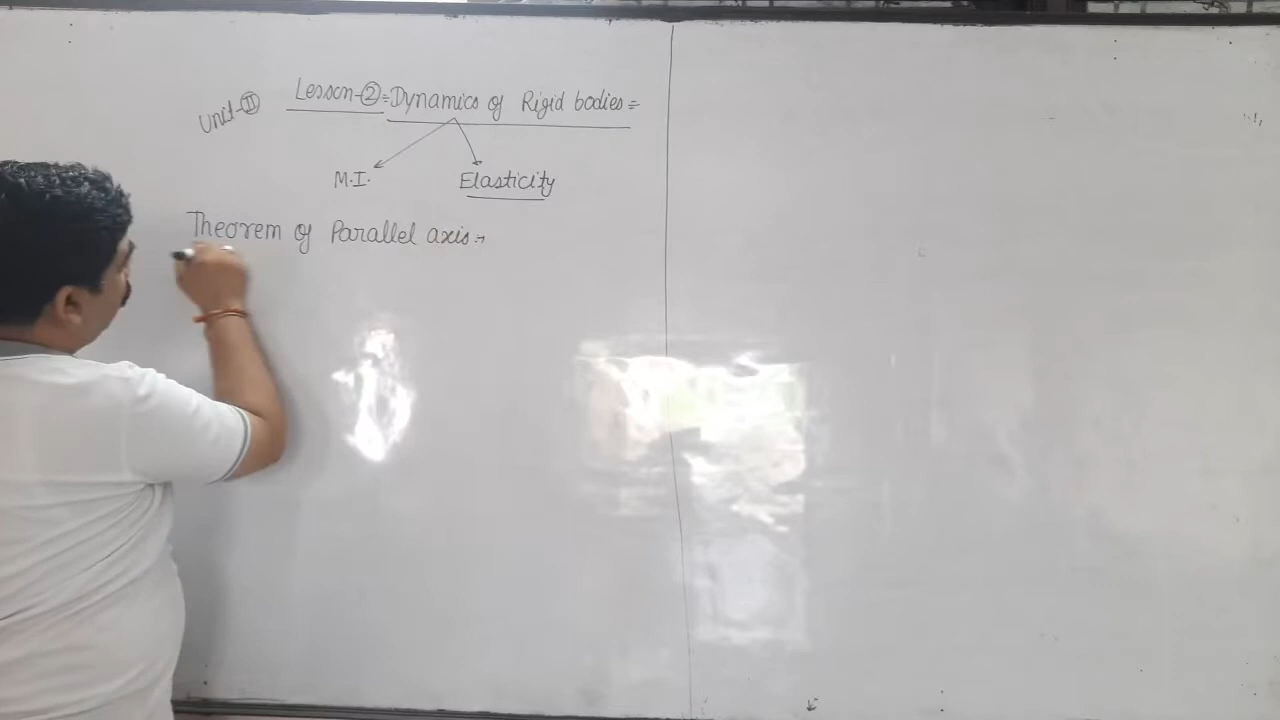 Unit-II Lesson-② :- Dynamics of Rigid bodies :-
M.I. Elasticity
Theorem of Parallel axis :-